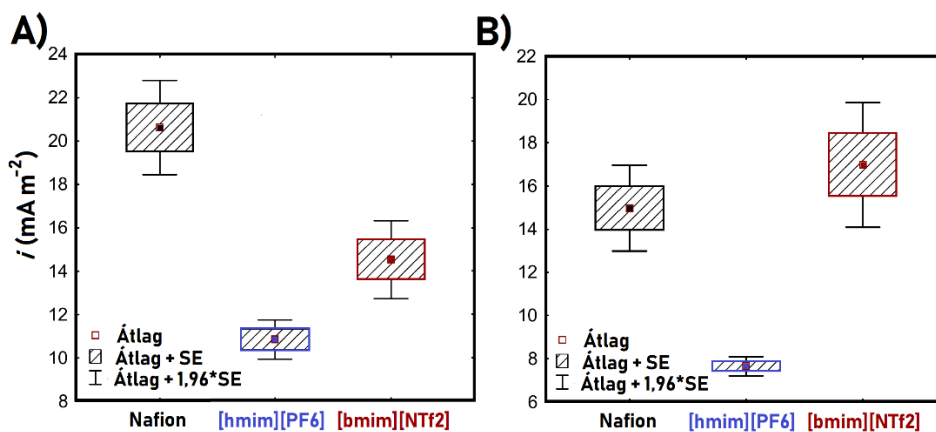 A)
24
22
20
18
16
14
12
10
8
i (mA m-2)
Átlag
Átlag + SE
Átlag + 1,96*SE
Nafion [hmim][PF6] [bmim][NTf2]
B)
22
20
18
16
14
12
10
8
6
Átlag
Átlag + SE
Átlag + 1,96*SE
Nafion [hmim][PF6] [bmim][NTf2]